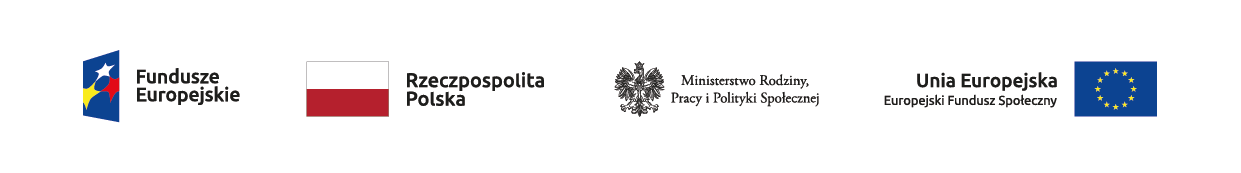 Fundusze
Europejskie
Rzeczpospolita
Polska
Ministerstwo Rodziny,
Pracy i Polityki Społecznej
Unia Europejska
Europejski Fundusz Społeczny